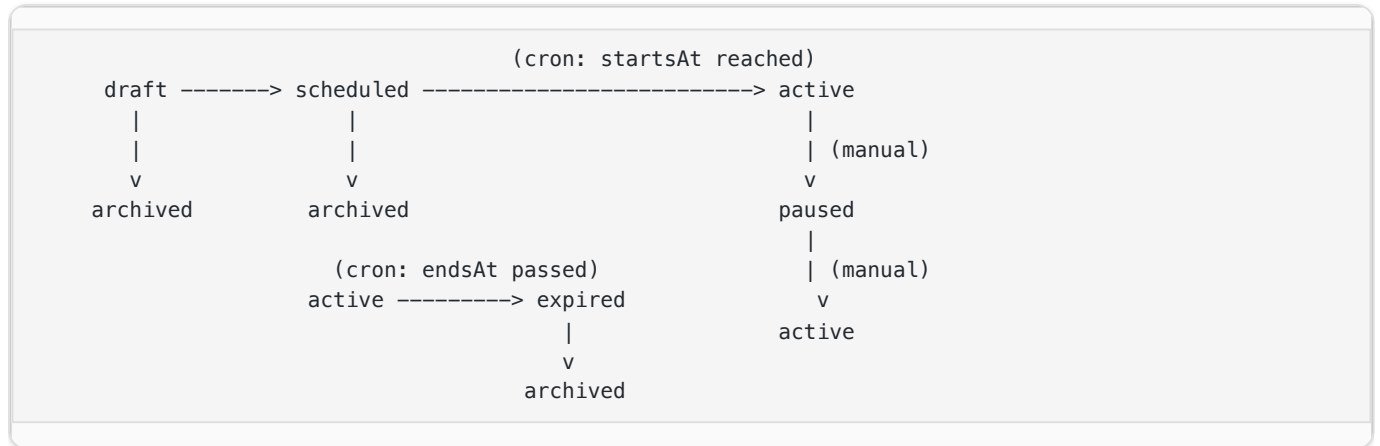 (cron: startsAt reached)
draft -------> scheduled --------------------------> active
| | |
| | | (manual)
v v v
archived archived paused
|
(cron: endsAt passed) | (manual)
active ---------> expired v
| active
v
archived